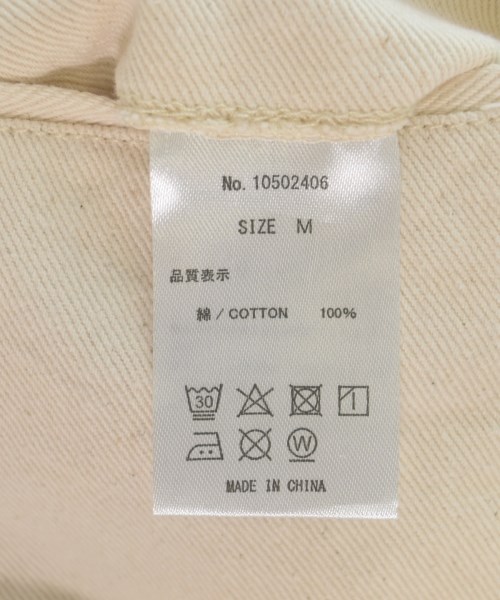 No. 10502406
SIZE M
品質表示
綿 / COTTON 100%
30
W
MADE IN CHINA